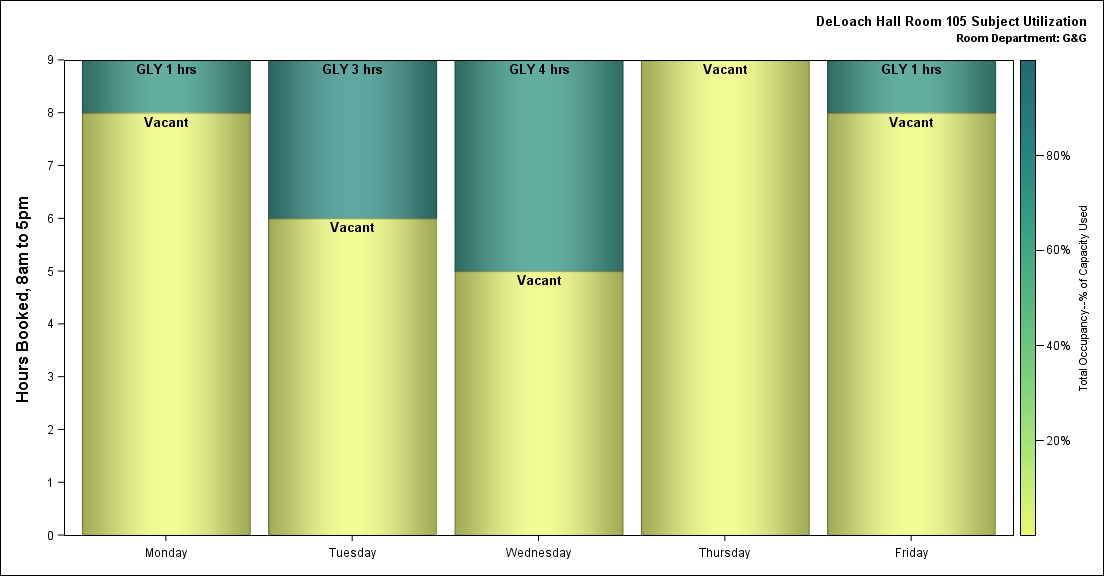 DeLoach Hall Room 105 Subject Utilization
Room Department: G&G
Hours Booked, 8am to 5pm
9
8
7
6
5
4
3
2
1
0
GLY 1 hrs
Vacant
GLY 3 hrs
Vacant
GLY 4 hrs
Vacant
Vacant
GLY 1 hrs
Vacant
Monday
Tuesday
Wednesday
Thursday
Friday
80%
60%
40%
20%
Total Occupancy--% of Capacity Used